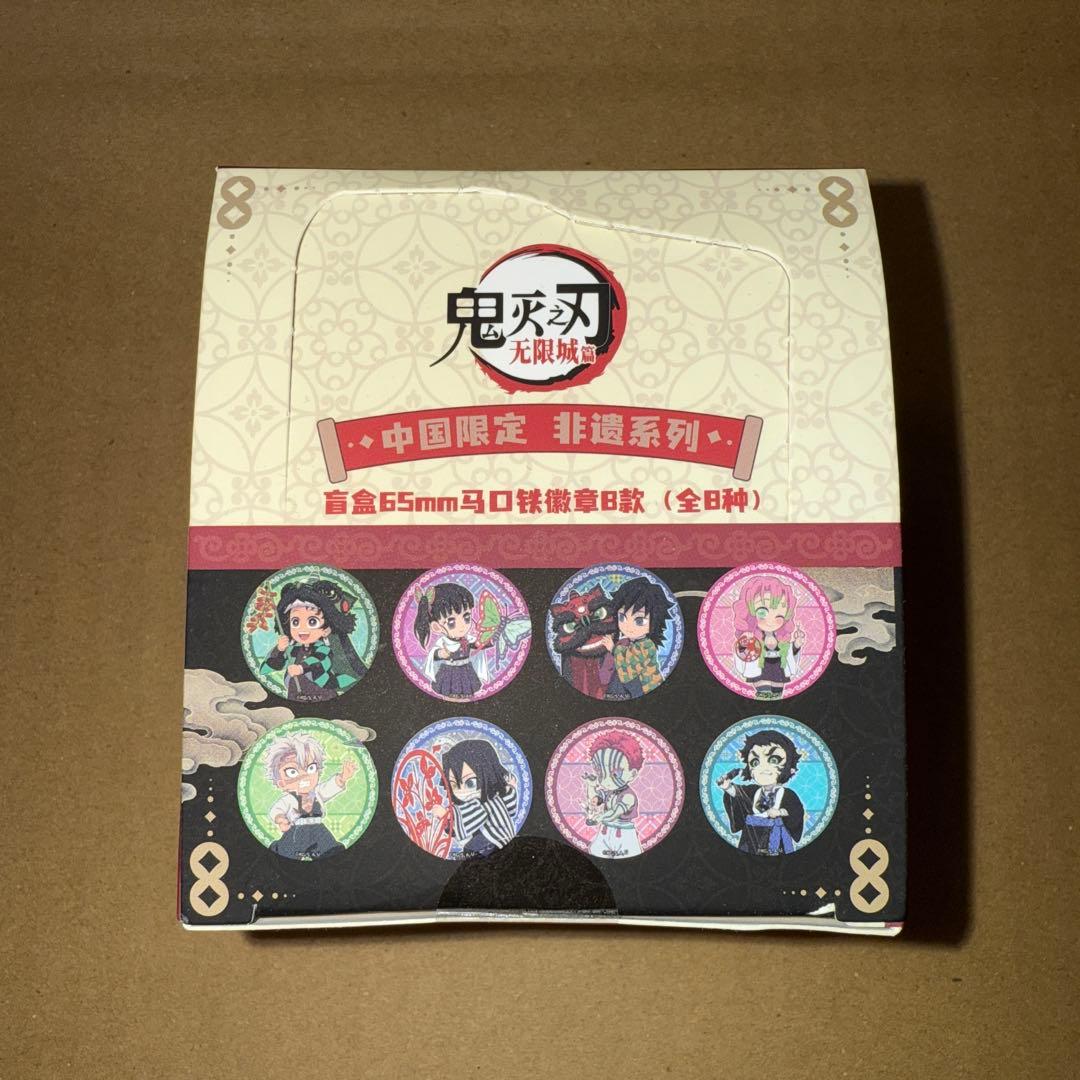 鬼灭之刃
无限城篇
中国限定 非遗系列
盲盒65mm马口铁徽章B款（全8种）